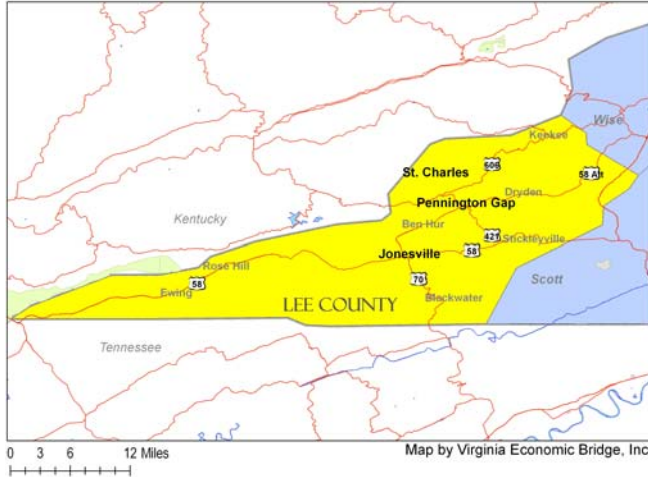 Wise
Keokee
St. Charles
606
58 Alt
Dryden
Pennington Gap
Kentucky
Ben Hur
421
Stickleyville
Jonesville
58
Rose Hill
Scott
70
58
Ewing
LEE COUNTY
Blackwater
Tennessee
0 3 6 12 Miles
Map by Virginia Economic Bridge, Inc